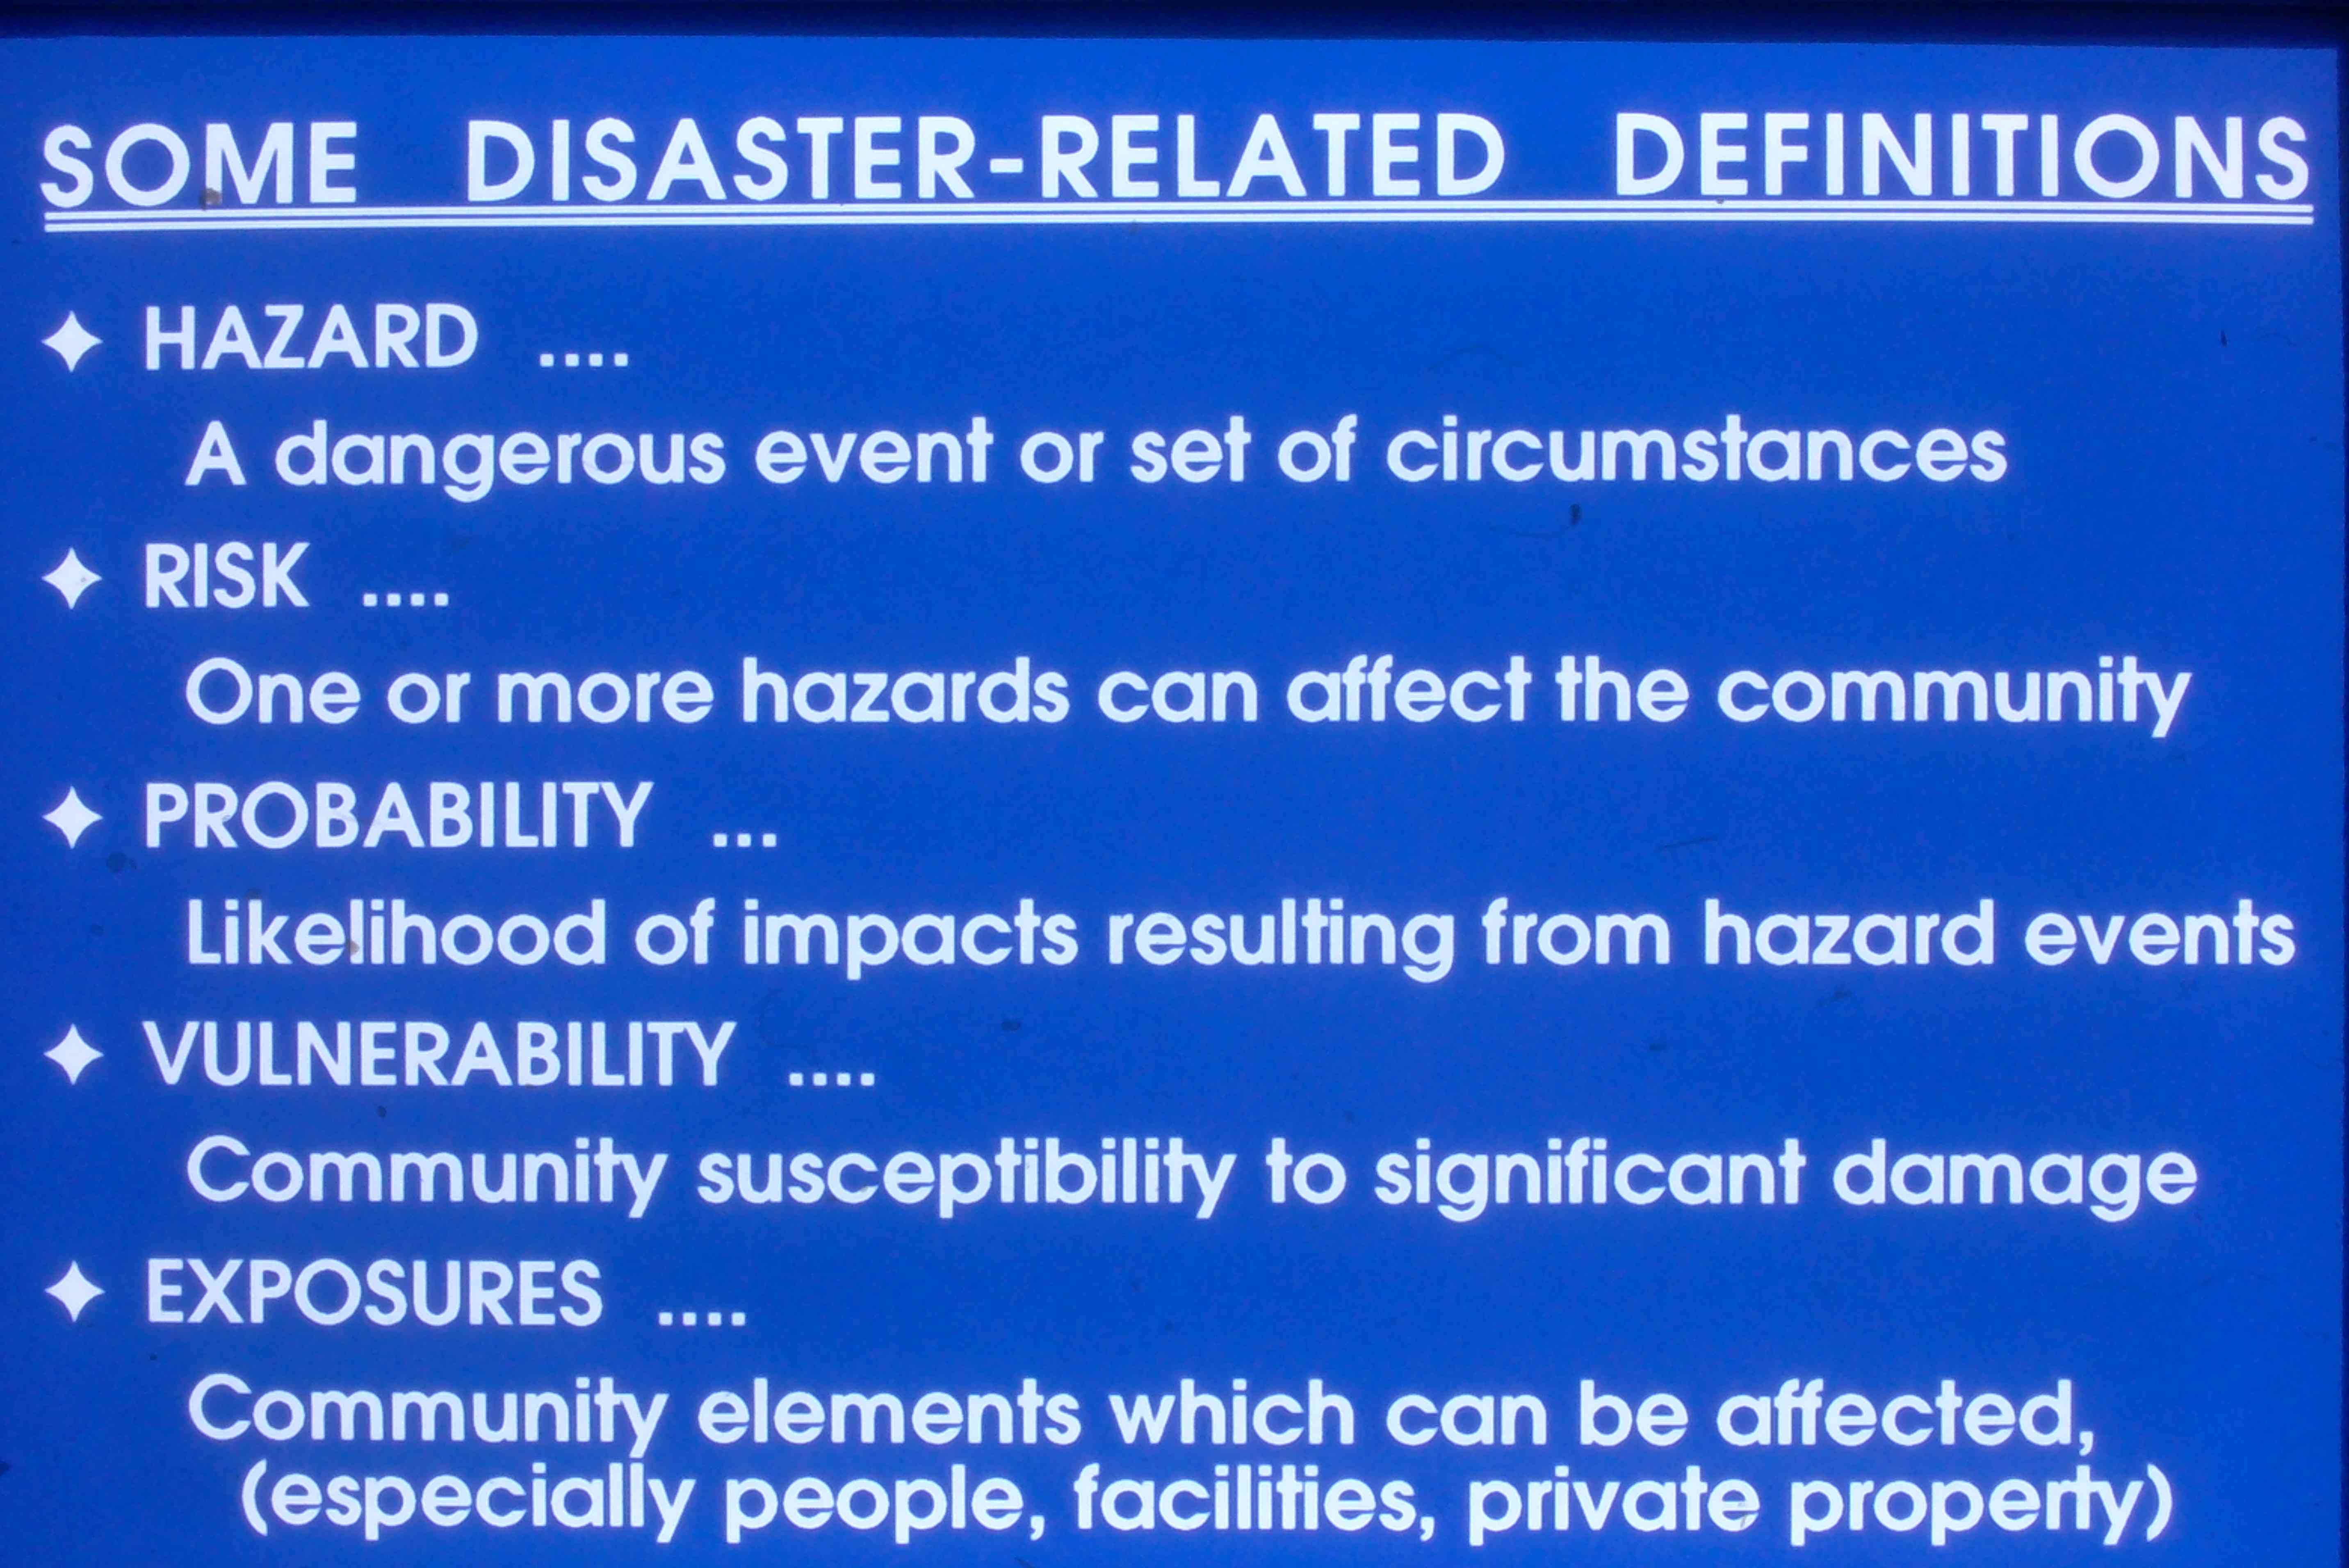 SOME DISASTER-RELATED DEFINITIONS
✦ HAZARD ....
A dangerous event or set of circumstances
✦ RISK ....
One or more hazards can affect the community
✦ PROBABILITY ...
Likelihood of impacts resulting from hazard events
✦ VULNERABILITY ....
Community susceptibility to significant damage
✦ EXPOSURES ....
Community elements which can be affected,
(especially people, facilities, private property)